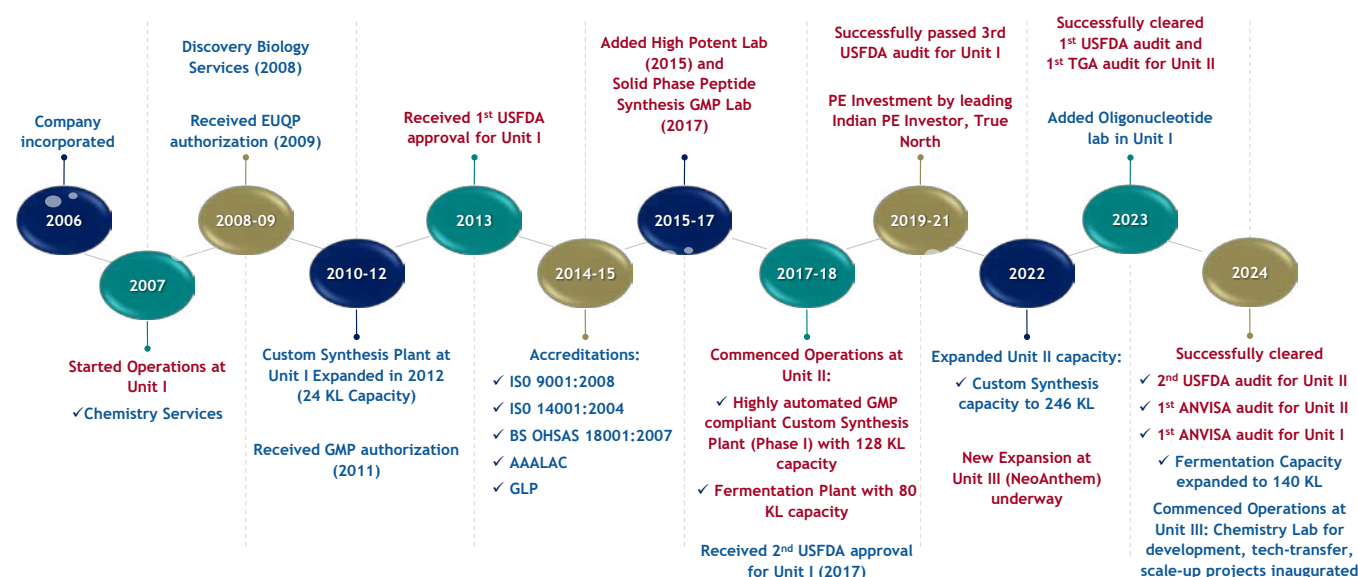 Company
incorporated
2006
2007
Started Operations at
Unit I
✓Chemistry Services
Discovery Biology
Services (2008)
Received EUQP
authorization (2009)
2008-09
2010-12
Custom Synthesis Plant at
Unit I Expanded in 2012
(24 KL Capacity)
Received GMP authorization
(2011)
Received 1st USFDA
approval for Unit I
2013
2014-15
Accreditations:
✓ IS0 9001:2008
✓ IS0 14001:2004
✓ BS OHSAS 18001:2007
✓ AAALAC
✓ GLP
Added High Potent Lab
(2015) and
Solid Phase Peptide
Synthesis GMP Lab
(2017)
2015-17
2017-18
Commenced Operations at
Unit II:
✓ Highly automated GMP
compliant Custom Synthesis
Plant (Phase I) with 128 KL
capacity
✓ Fermentation Plant with 80
KL capacity
Received 2nd USFDA approval
for Unit I (2017)
Successfully passed 3rd
USFDA audit for Unit I
PE Investment by leading
Indian PE Investor, True
North
2019-21
2022
Expanded Unit II capacity:
✓ Custom Synthesis
capacity to 246 KL
New Expansion at
Unit III (NeoAnthem)
underway
Successfully cleared
1st USFDA audit and
1st TGA audit for Unit II
Added Oligonucleotide
lab in Unit I
2023
2024
Successfully cleared
✓ 2nd USFDA audit for Unit II
✓ 1st ANVISA audit for Unit II
✓ 1st ANVISA audit for Unit I
✓ Fermentation Capacity
expanded to 140 KL
Commenced Operations at
Unit III: Chemistry Lab for
development, tech-transfer,
scale-up projects inaugurated